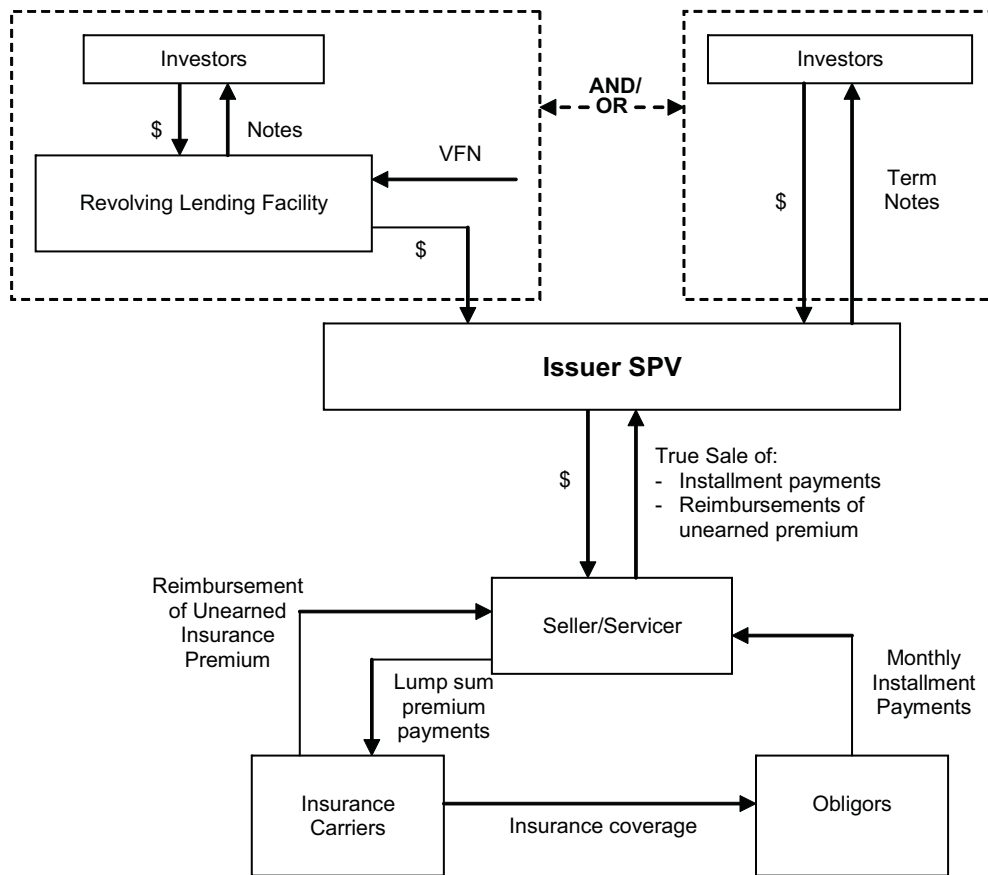 Investors
$
Notes
Revolving Lending Facility
VFN
$
AND/
OR
Investors
$
Term
Notes
Issuer SPV
$
True Sale of:
- Installment payments
- Reimbursements of
unearned premium
Reimbursement
of Unearned
Insurance
Premium
Seller/Servicer
Lump sum
premium
payments
Monthly
Installment
Payments
Insurance
Carriers
Insurance coverage
Obligors